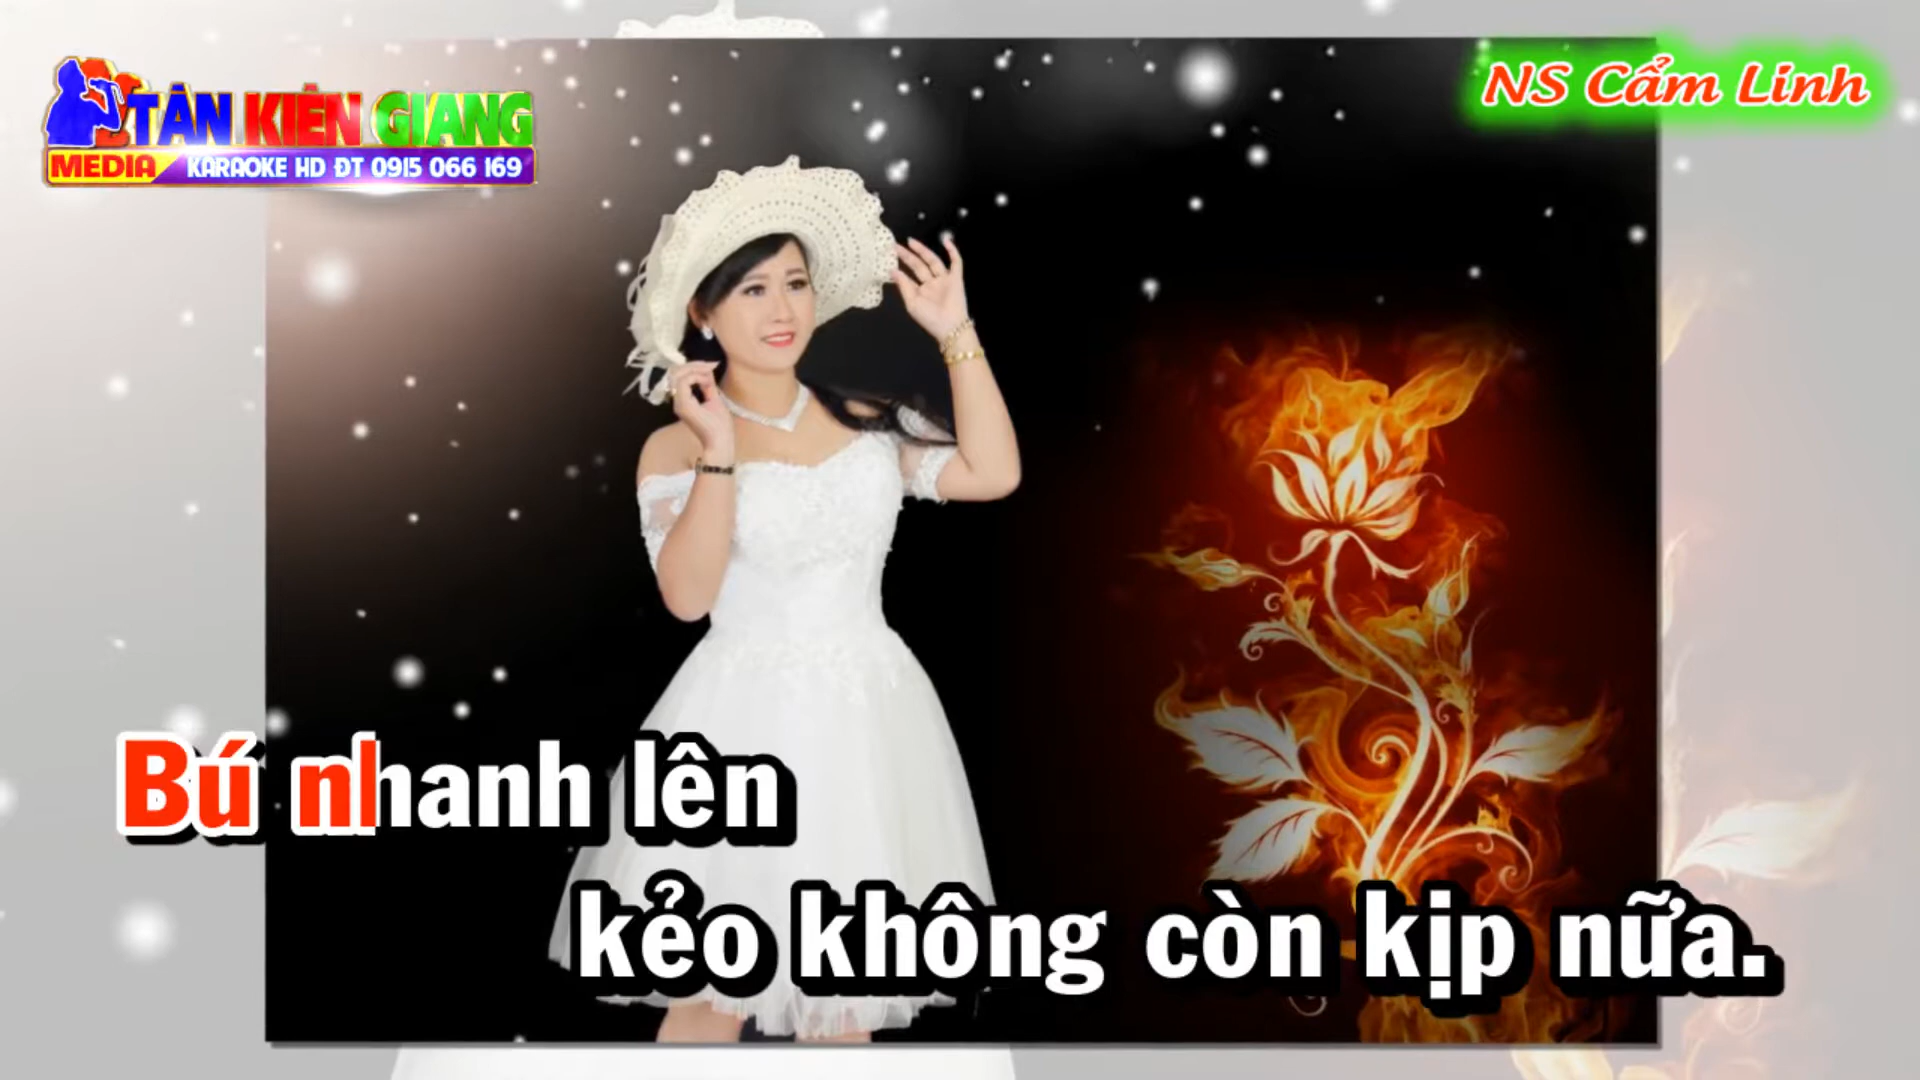 TÂN KIÊN GIANG
MEDIA KARAOKE HD ĐT 0915 066 169
NS Cẩm Linh
Bú nhanh lên
kẻo không còn kịp nữa.